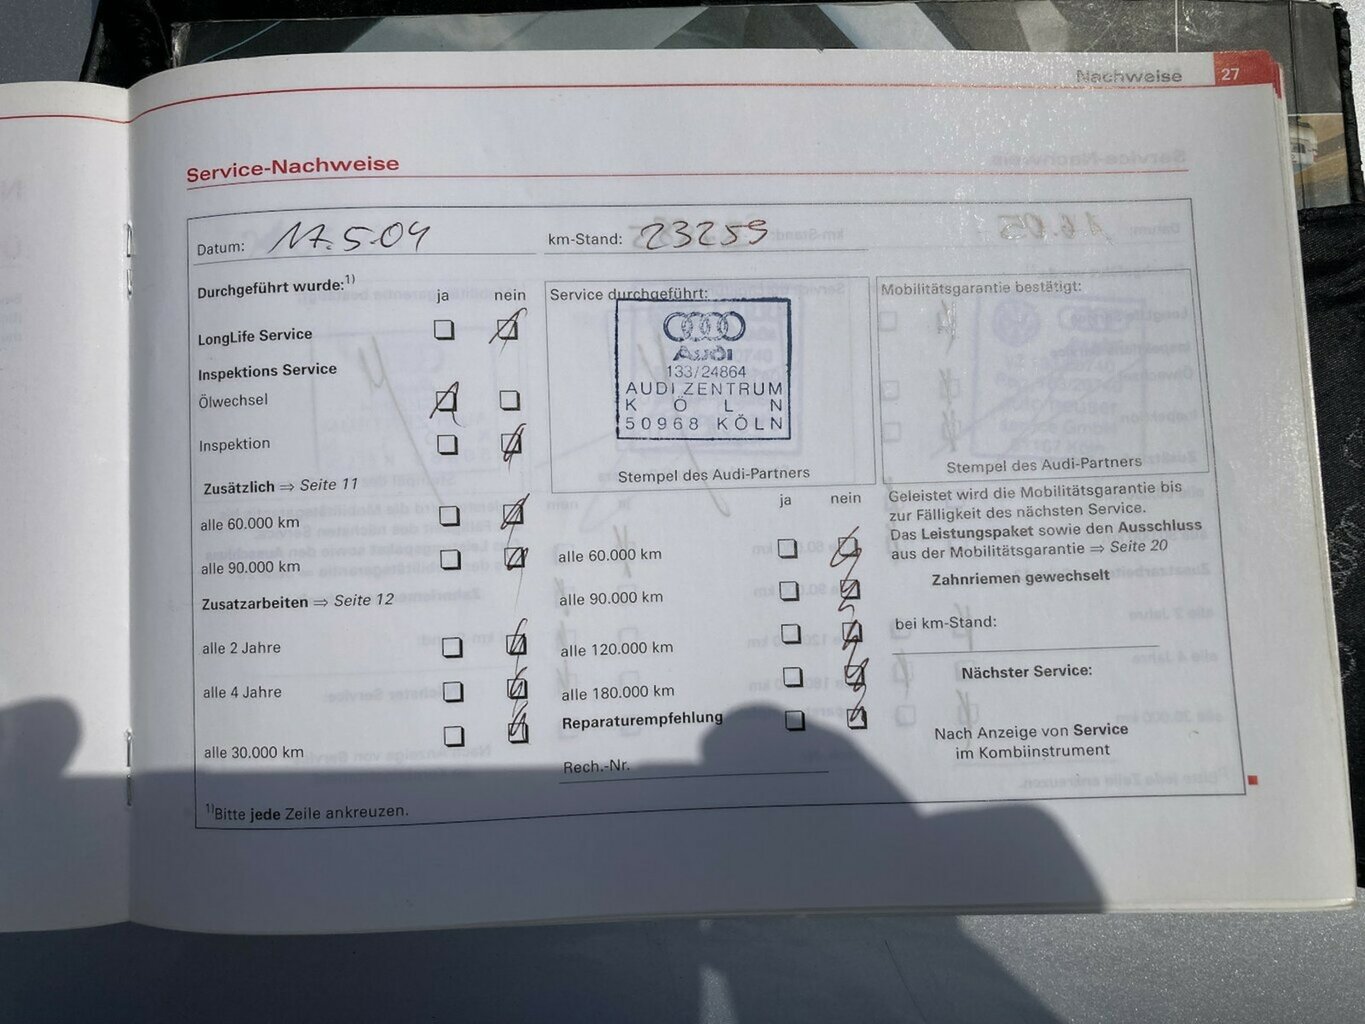 Nachweise 27
Service-Nachweise
Datum: 17.5.04 km-Stand: 23259
Durchgeführt wurde:1)
ja nein
LongLife Service
Inspektions Service
Ölwechsel
Inspektion
Zusätzlich ⇒ Seite 11
alle 60.000 km
alle 90.000 km
Zusatzarbeiten ⇒ Seite 12
alle 2 Jahre
alle 4 Jahre
alle 30.000 km
1)Bitte jede Zeile ankreuzen.
Service durchgeführt:
Audi
133/24864
AUDI ZENTRUM
KÖLN
50968 KÖLN
Stempel des Audi-Partners
ja nein
alle 60.000 km
alle 90.000 km
alle 120.000 km
alle 180.000 km
Reparaturempfehlung
Rech.-Nr.
Mobilitätsgarantie bestätigt:
Stempel des Audi-Partners
Geleistet wird die Mobilitätsgarantie bis
zur Fälligkeit des nächsten Service.
Das Leistungspaket sowie den Ausschluss
aus der Mobilitätsgarantie ⇒ Seite 20
Zahnriemen gewechselt
bei km-Stand:
Nächster Service:
Nach Anzeige von Service
im Kombiinstrument